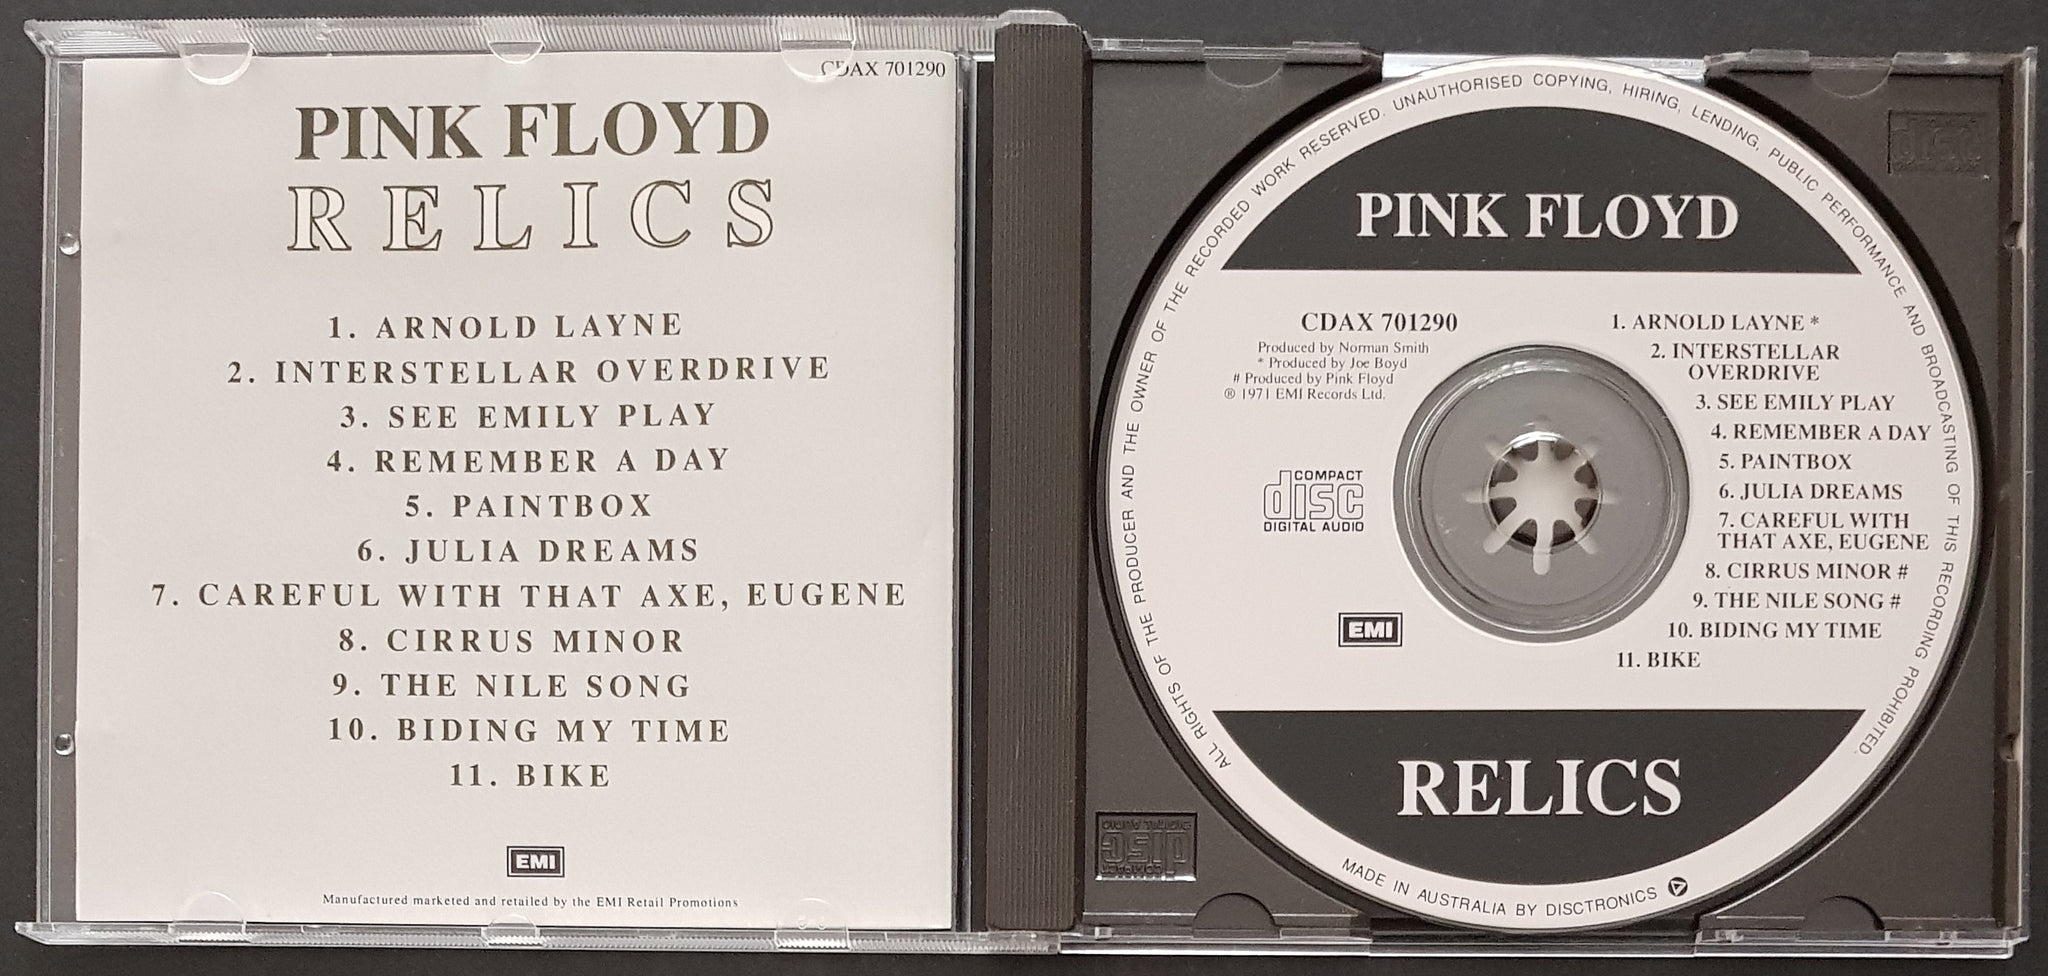 CDAX 701290
PINK FLOYD
RELICS
1. ARNOLD LAYNE
2. INTERSTELLAR OVERDRIVE
3. SEE EMILY PLAY
4. REMEMBER A DAY
5. PAINTBOX
6. JULIA DREAMS
7. CAREFUL WITH THAT AXE, EUGENE
8. CIRRUS MINOR
9. THE NILE SONG
10. BIDING MY TIME
11. BIKE
EMI
Manufactured marketed and retailed by the EMI Retail Promotions
ALL RIGHTS OF THE PRODUCER AND THE OWNER OF THE RECORDED WORK RESERVED. UNAUTHORISED COPYING, HIRING, LENDING, PUBLIC PERFORMANCE AND BROADCASTING OF THIS RECORDING PROHIBITED.
PINK FLOYD
CDAX 701290
Produced by Norman Smith
* Produced by Joe Boyd
# Produced by Pink Floyd
℗ 1971 EMI Records Ltd.
COMPACT
disc
DIGITAL AUDIO
EMI
1. ARNOLD LAYNE *
2. INTERSTELLAR
OVERDRIVE
3. SEE EMILY PLAY
4. REMEMBER A DAY
5. PAINTBOX
6. JULIA DREAMS
7. CAREFUL WITH
THAT AXE, EUGENE
8. CIRRUS MINOR #
9. THE NILE SONG #
10. BIDING MY TIME
11. BIKE
RELICS
MADE IN AUSTRALIA BY DISCTRONICS
disc
COMPACT
disc
DIGITAL AUDIO